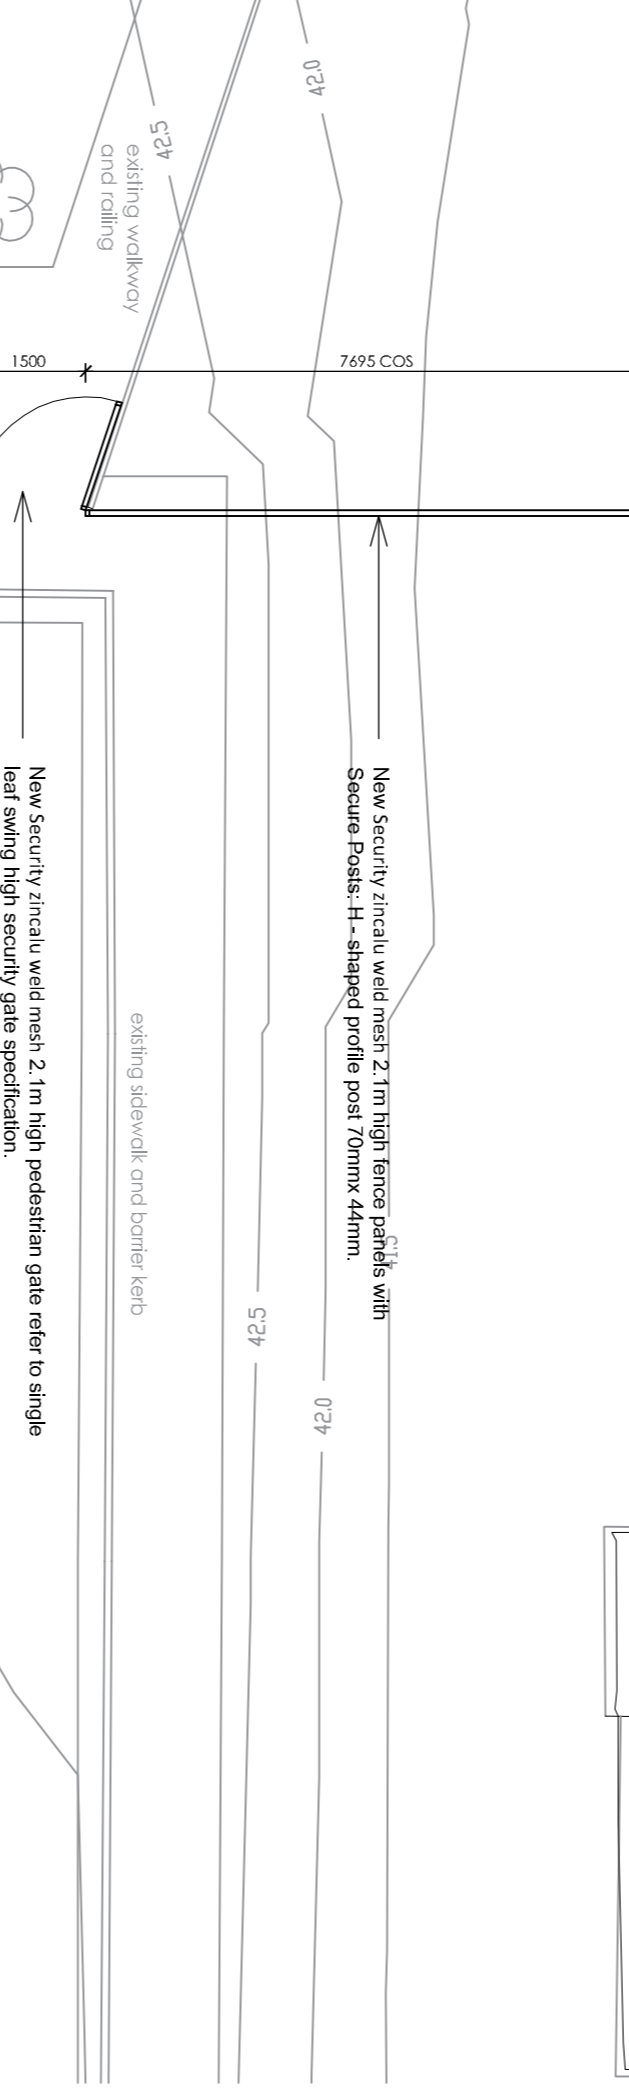 42.0
42.5
existing walkway
and railing
1500
7695 COS
New Security zincalu weld mesh 2.1m high fence panels with
Secure Posts: H - shaped profile post 70mmx 44mm.
New Security zincalu weld mesh 2.1m high pedestrian gate refer to single
leaf swing high security gate specification.
existing sidewalk and barrier kerb
41.5
42.5
42.0